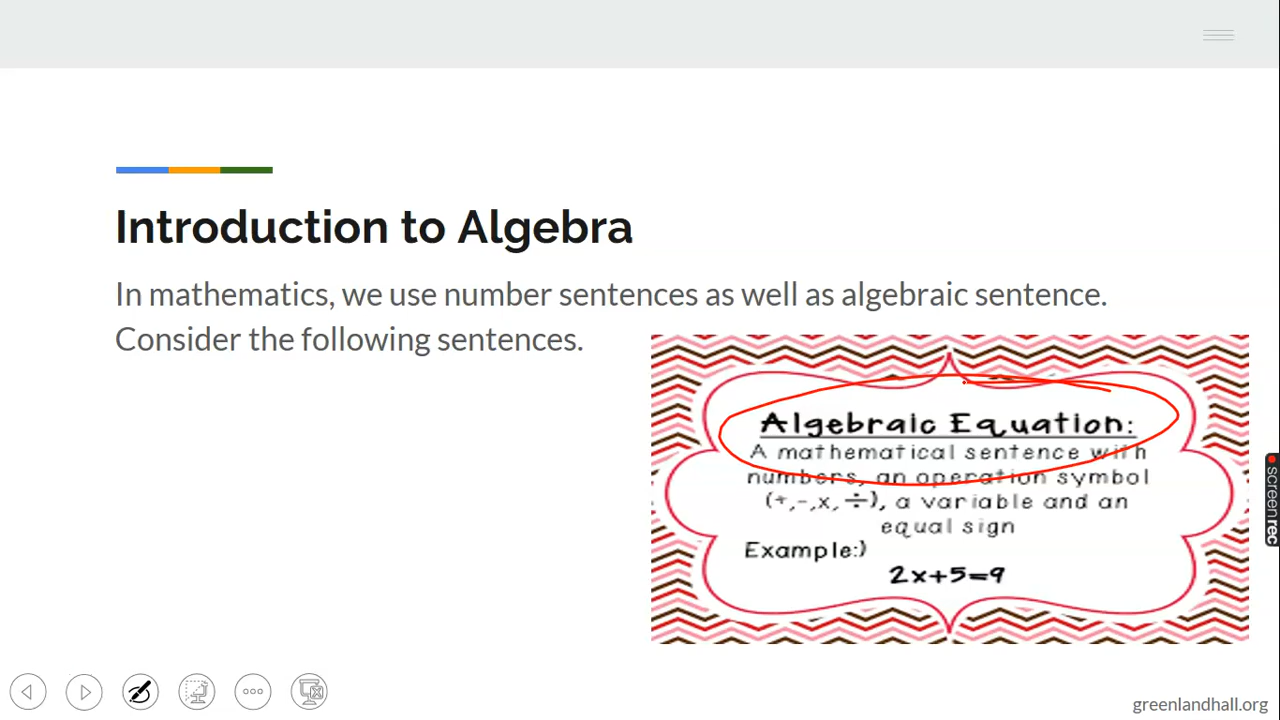 Introduction to Algebra
In mathematics, we use number sentences as well as algebraic sentence.
Consider the following sentences.
Algebraic Equation:
A mathematical sentence with
numbers, an operation symbol
(+,-,x,÷), a variable and an
equal sign
Example:)
2x+5=9
screenrec
greenlandhall.org